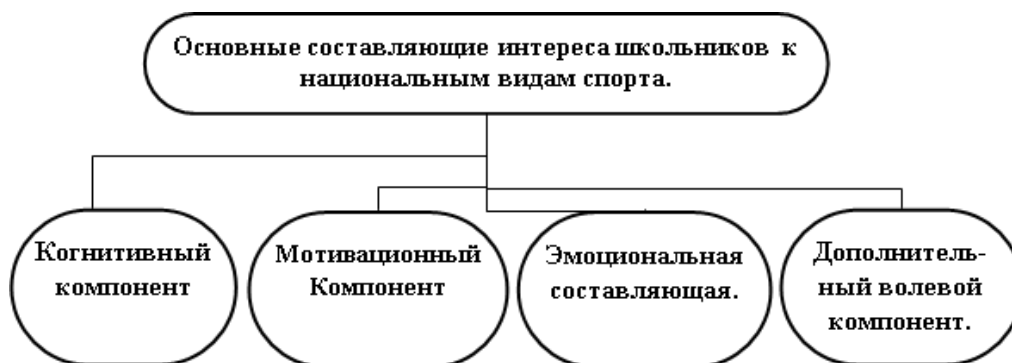 Основные составляющие интереса школьников к
национальным видам спорта.
Когнитивный
компонент
Мотивационный
Компонент
Эмоциональная
составляющая.
Дополнитель-
ный волевой
компонент.